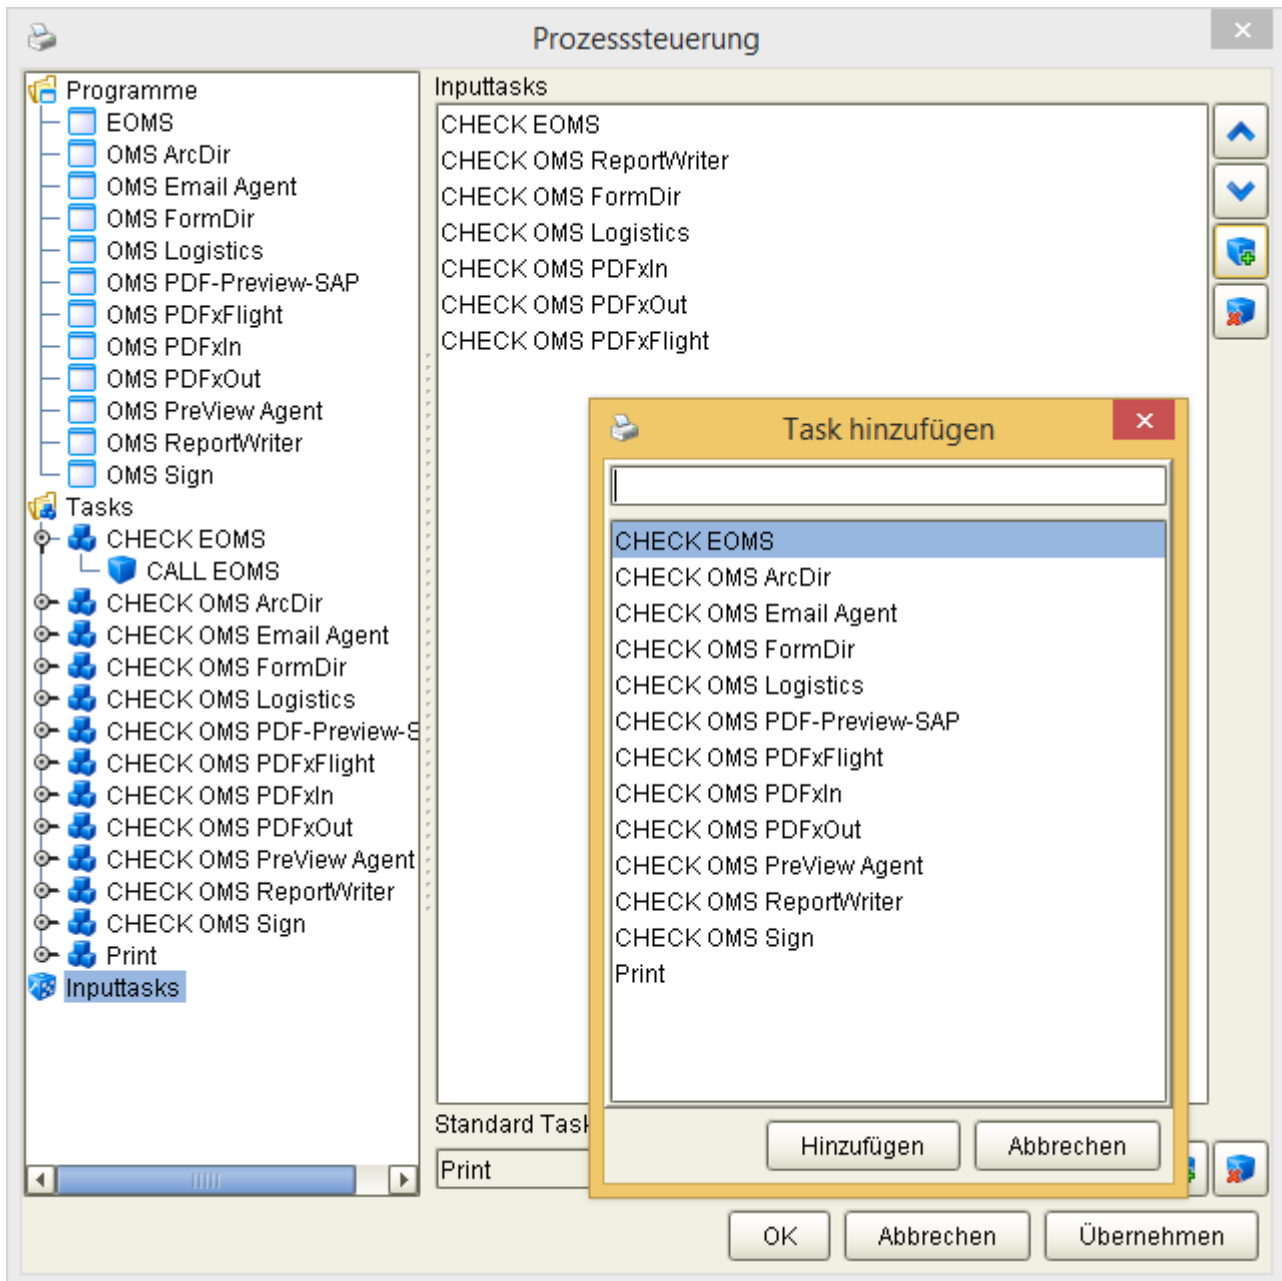 Prozesssteuerung
Programme
EOMS
OMS ArcDir
OMS Email Agent
OMS FormDir
OMS Logistics
OMS PDF-Preview-SAP
OMS PDFxFlight
OMS PDFxIn
OMS PDFxOut
OMS PreView Agent
OMS ReportWriter
OMS Sign
Tasks
CHECK EOMS
CALL EOMS
CHECK OMS ArcDir
CHECK OMS Email Agent
CHECK OMS FormDir
CHECK OMS Logistics
CHECK OMS PDF-Preview-S
CHECK OMS PDFxFlight
CHECK OMS PDFxIn
CHECK OMS PDFxOut
CHECK OMS PreView Agent
CHECK OMS ReportWriter
CHECK OMS Sign
Print
Inputtasks
Inputtasks
CHECK EOMS
CHECK OMS ReportWriter
CHECK OMS FormDir
CHECK OMS Logistics
CHECK OMS PDFxIn
CHECK OMS PDFxOut
CHECK OMS PDFxFlight
Task hinzufügen
CHECK EOMS
CHECK OMS ArcDir
CHECK OMS Email Agent
CHECK OMS FormDir
CHECK OMS Logistics
CHECK OMS PDF-Preview-SAP
CHECK OMS PDFxFlight
CHECK OMS PDFxIn
CHECK OMS PDFxOut
CHECK OMS PreView Agent
CHECK OMS ReportWriter
CHECK OMS Sign
Print
Hinzufügen Abbrechen
Standard Task
Print
OK Abbrechen Übernehmen